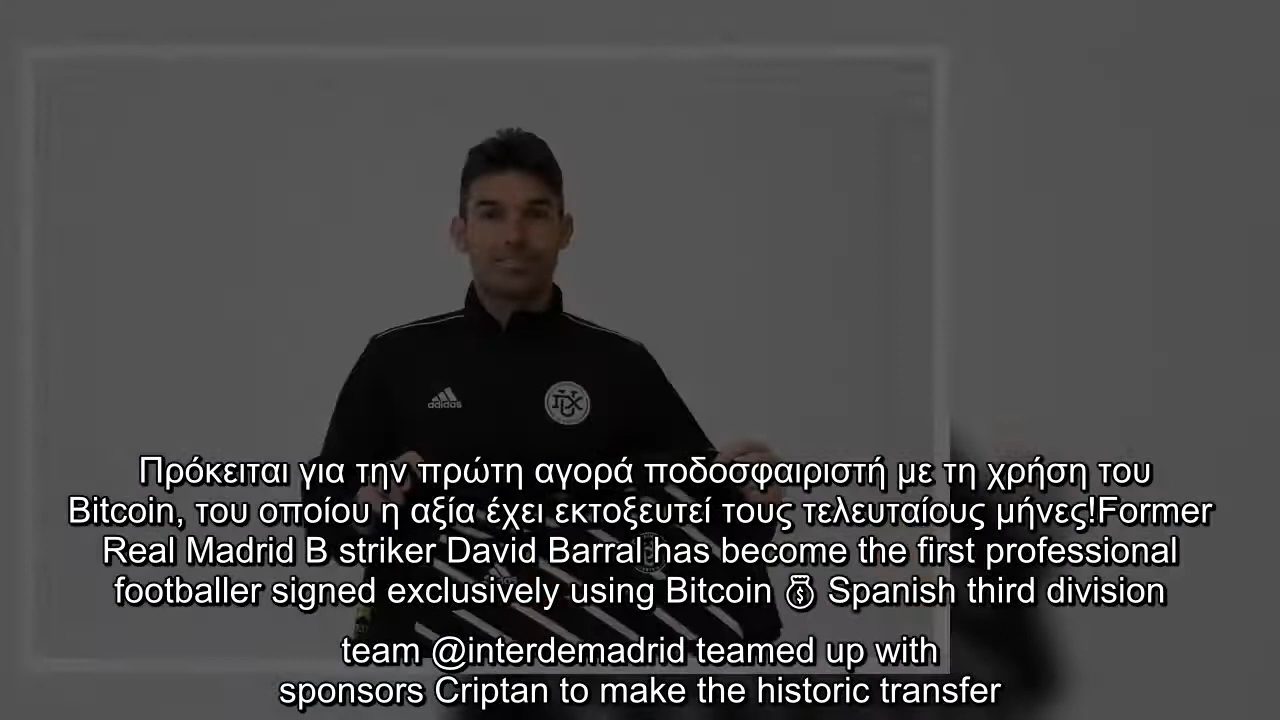 adidas
DUX
Πρόκειται για την πρώτη αγορά ποδοσφαιριστή με τη χρήση του
Bitcoin, του οποίου η αξία έχει εκτοξευτεί τους τελευταίους μήνες!Former
Real Madrid B striker David Barral has become the first professional
footballer signed exclusively using Bitcoin 💰 Spanish third division
team @interdemadrid teamed up with
sponsors Criptan to make the historic transfer